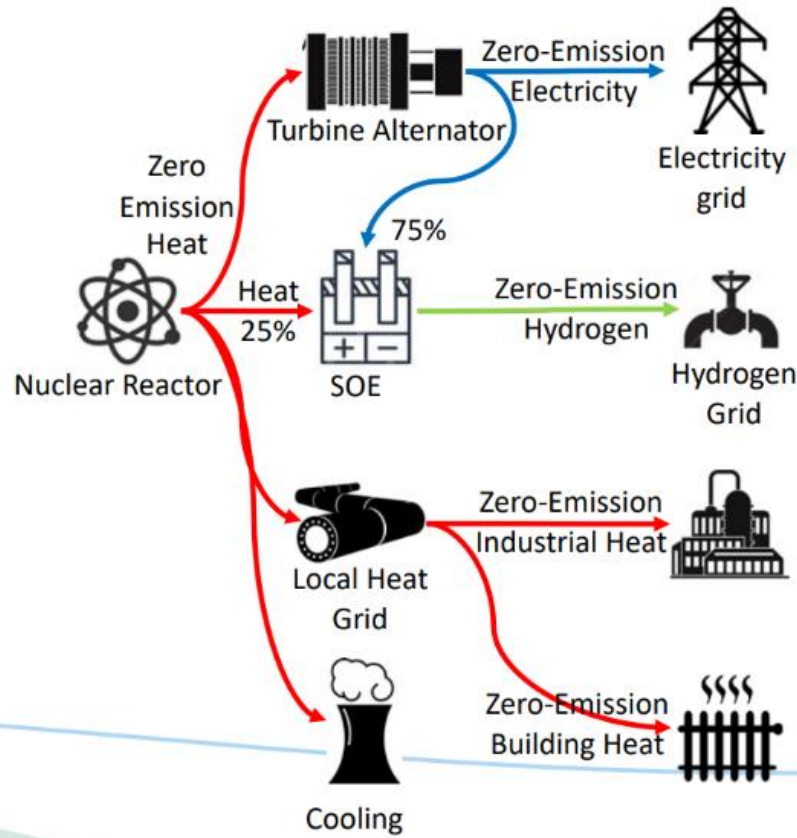 Zero-Emission
Electricity
Turbine Alternator
Electricity
grid
Zero
Emission
Heat
75%
Heat
25%
Zero-Emission
Hydrogen
+ −
Nuclear Reactor
SOE
Hydrogen
Grid
Zero-Emission
Industrial Heat
Local Heat
Grid
Zero-Emission
Building Heat
Cooling